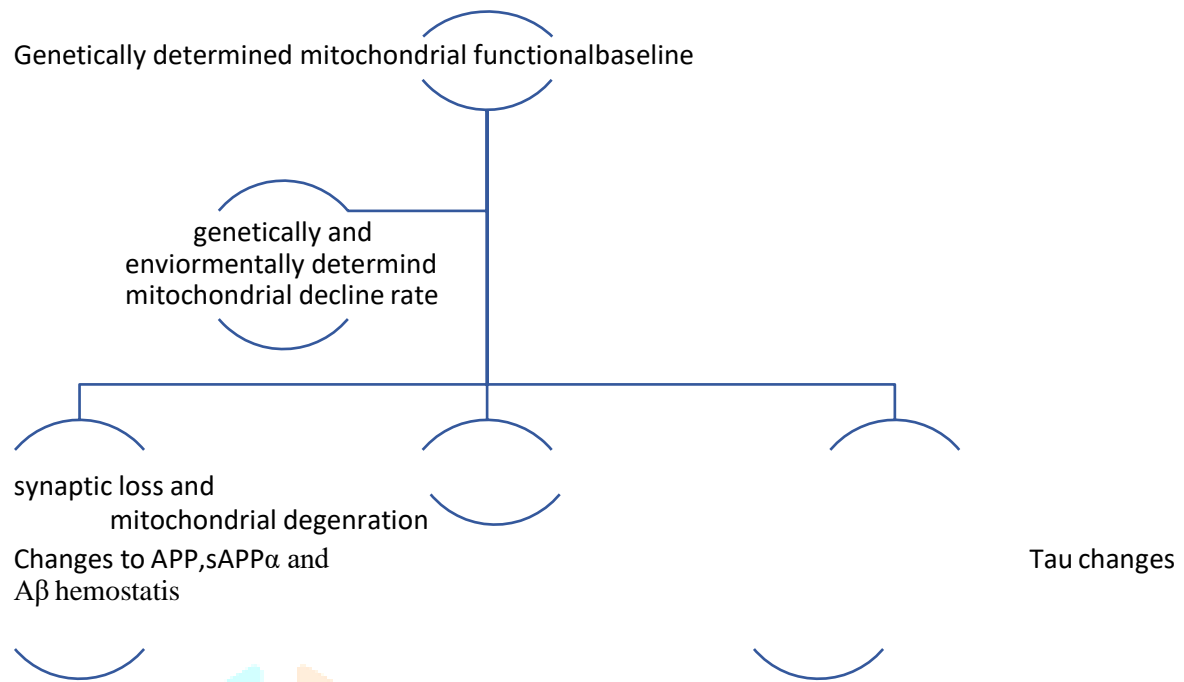 Genetically determined mitochondrial functionalbaseline
genetically and
enviormentally determind
mitochondrial decline rate
synaptic loss and
mitochondrial degenration
Changes to APP,sAPPα and
Aβ hemostatis
Tau changes